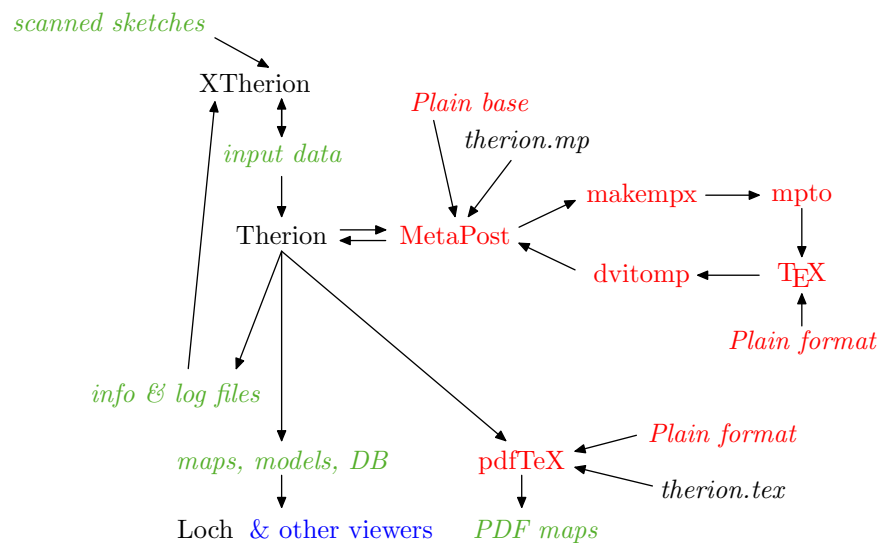 scanned sketches
XTherion
Plain base
therion.mp
input data
makempx
mpto
Therion
MetaPost
dvitomp
TEX
Plain format
info & log files
Plain format
maps, models, DB
pdfTeX
therion.tex
Loch & other viewers
PDF maps